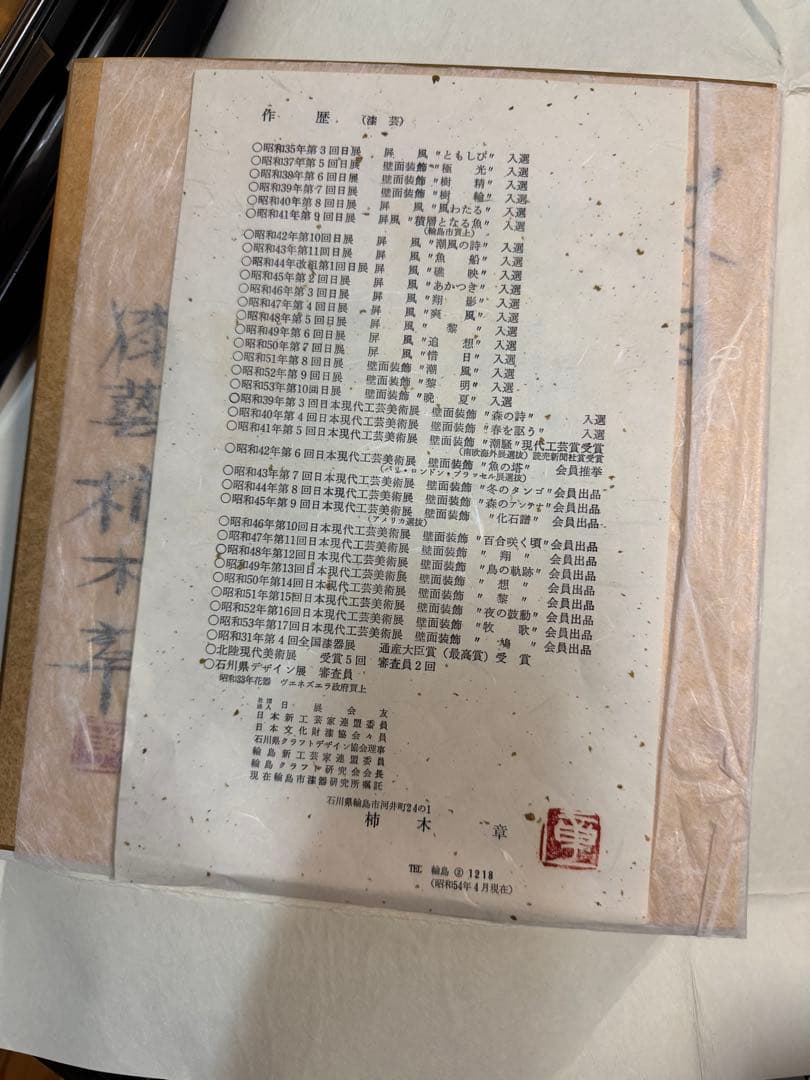 作歴（漆芸）
○昭和35年第3回日展 屏風〃ともしび〃 入選
○昭和37年第5回日展 壁面装飾〃極光〃 入選
○昭和38年第6回日展 壁面装飾〃樹精〃 入選
○昭和39年第7回日展 壁面装飾〃樹輪〃 入選
○昭和40年第8回日展 屏風〃風わたる〃 入選
○昭和41年第9回日展 屏風〃積層となる魚〃 入選
（輪島市買上）
○昭和42年第10回日展 屏風〃潮風の詩〃 入選
○昭和43年第11回日展 屏風〃魚船〃 入選
○昭和44年改組第1回日展 屏風〃礁映〃 入選
○昭和45年第2回日展 屏風〃あかつき〃 入選
○昭和46年第3回日展 屏風〃翔影〃 入選
○昭和47年第4回日展 屏風〃爽風〃 入選
○昭和48年第5回日展 屏風〃黎〃 入選
○昭和49年第6回日展 屏風〃追想〃 入選
○昭和50年第7回日展 屏風〃惜日〃 入選
○昭和51年第8回日展 壁面装飾〃潮風〃 入選
○昭和52年第9回日展 壁面装飾〃黎明〃 入選
○昭和53年第10回日展 壁面装飾〃晩夏〃 入選
○昭和39年第3回日本現代工芸美術展 壁面装飾〃森の詩〃 入選
○昭和40年第4回日本現代工芸美術展 壁面装飾〃春を謳う〃 入選
○昭和41年第5回日本現代工芸美術展 壁面装飾〃潮騒〃現代工芸賞受賞
（南欧海外展選抜）読売新聞社賞受賞
○昭和42年第6回日本現代工芸美術展 壁面装飾〃魚の塔〃 会員推挙
（パリ・ロンドン・ブラッセル展選抜）
○昭和43年第7回日本現代工芸美術展 壁面装飾〃冬のタンゴ〃会員出品
○昭和44年第8回日本現代工芸美術展 壁面装飾〃森のアンテナ〃会員出品
○昭和45年第9回日本現代工芸美術展 壁面装飾〃化石譜〃 会員出品
（アメリカ選抜）
○昭和46年第10回日本現代工芸美術展 壁面装飾〃百合咲く頃〃会員出品
○昭和47年第11回日本現代工芸美術展 壁面装飾〃翔〃 会員出品
○昭和48年第12回日本現代工芸美術展 壁面装飾〃鳥の軌跡〃会員出品
○昭和49年第13回日本現代工芸美術展 壁面装飾〃想〃 会員出品
○昭和50年第14回日本現代工芸美術展 壁面装飾〃黎〃 会員出品
○昭和51年第15回日本現代工芸美術展 壁面装飾〃夜の鼓動〃会員出品
○昭和52年第16回日本現代工芸美術展 壁面装飾〃牧歌〃会員出品
○昭和53年第17回日本現代工芸美術展 壁面装飾〃鳩〃会員出品
○昭和31年第4回全国漆器展 通産大臣賞（最高賞）受賞
○北陸現代美術展 受賞5回 審査員2回
○石川県デザイン展 審査員
昭和33年花器 ヴエネズエラ政府買上
社団法人 日展会友
日本新工芸家連盟委員
日本文化財漆協会々員
石川県クラフトデザイン協会理事
輪島新工芸家連盟委員
輪島クラフト研究会会長
現在輪島市漆器研究所嘱託
石川県輪島市河井町24の1
柿木章
TEL 輪島②1218
（昭和54年4月現在）
漆藝 柿木章